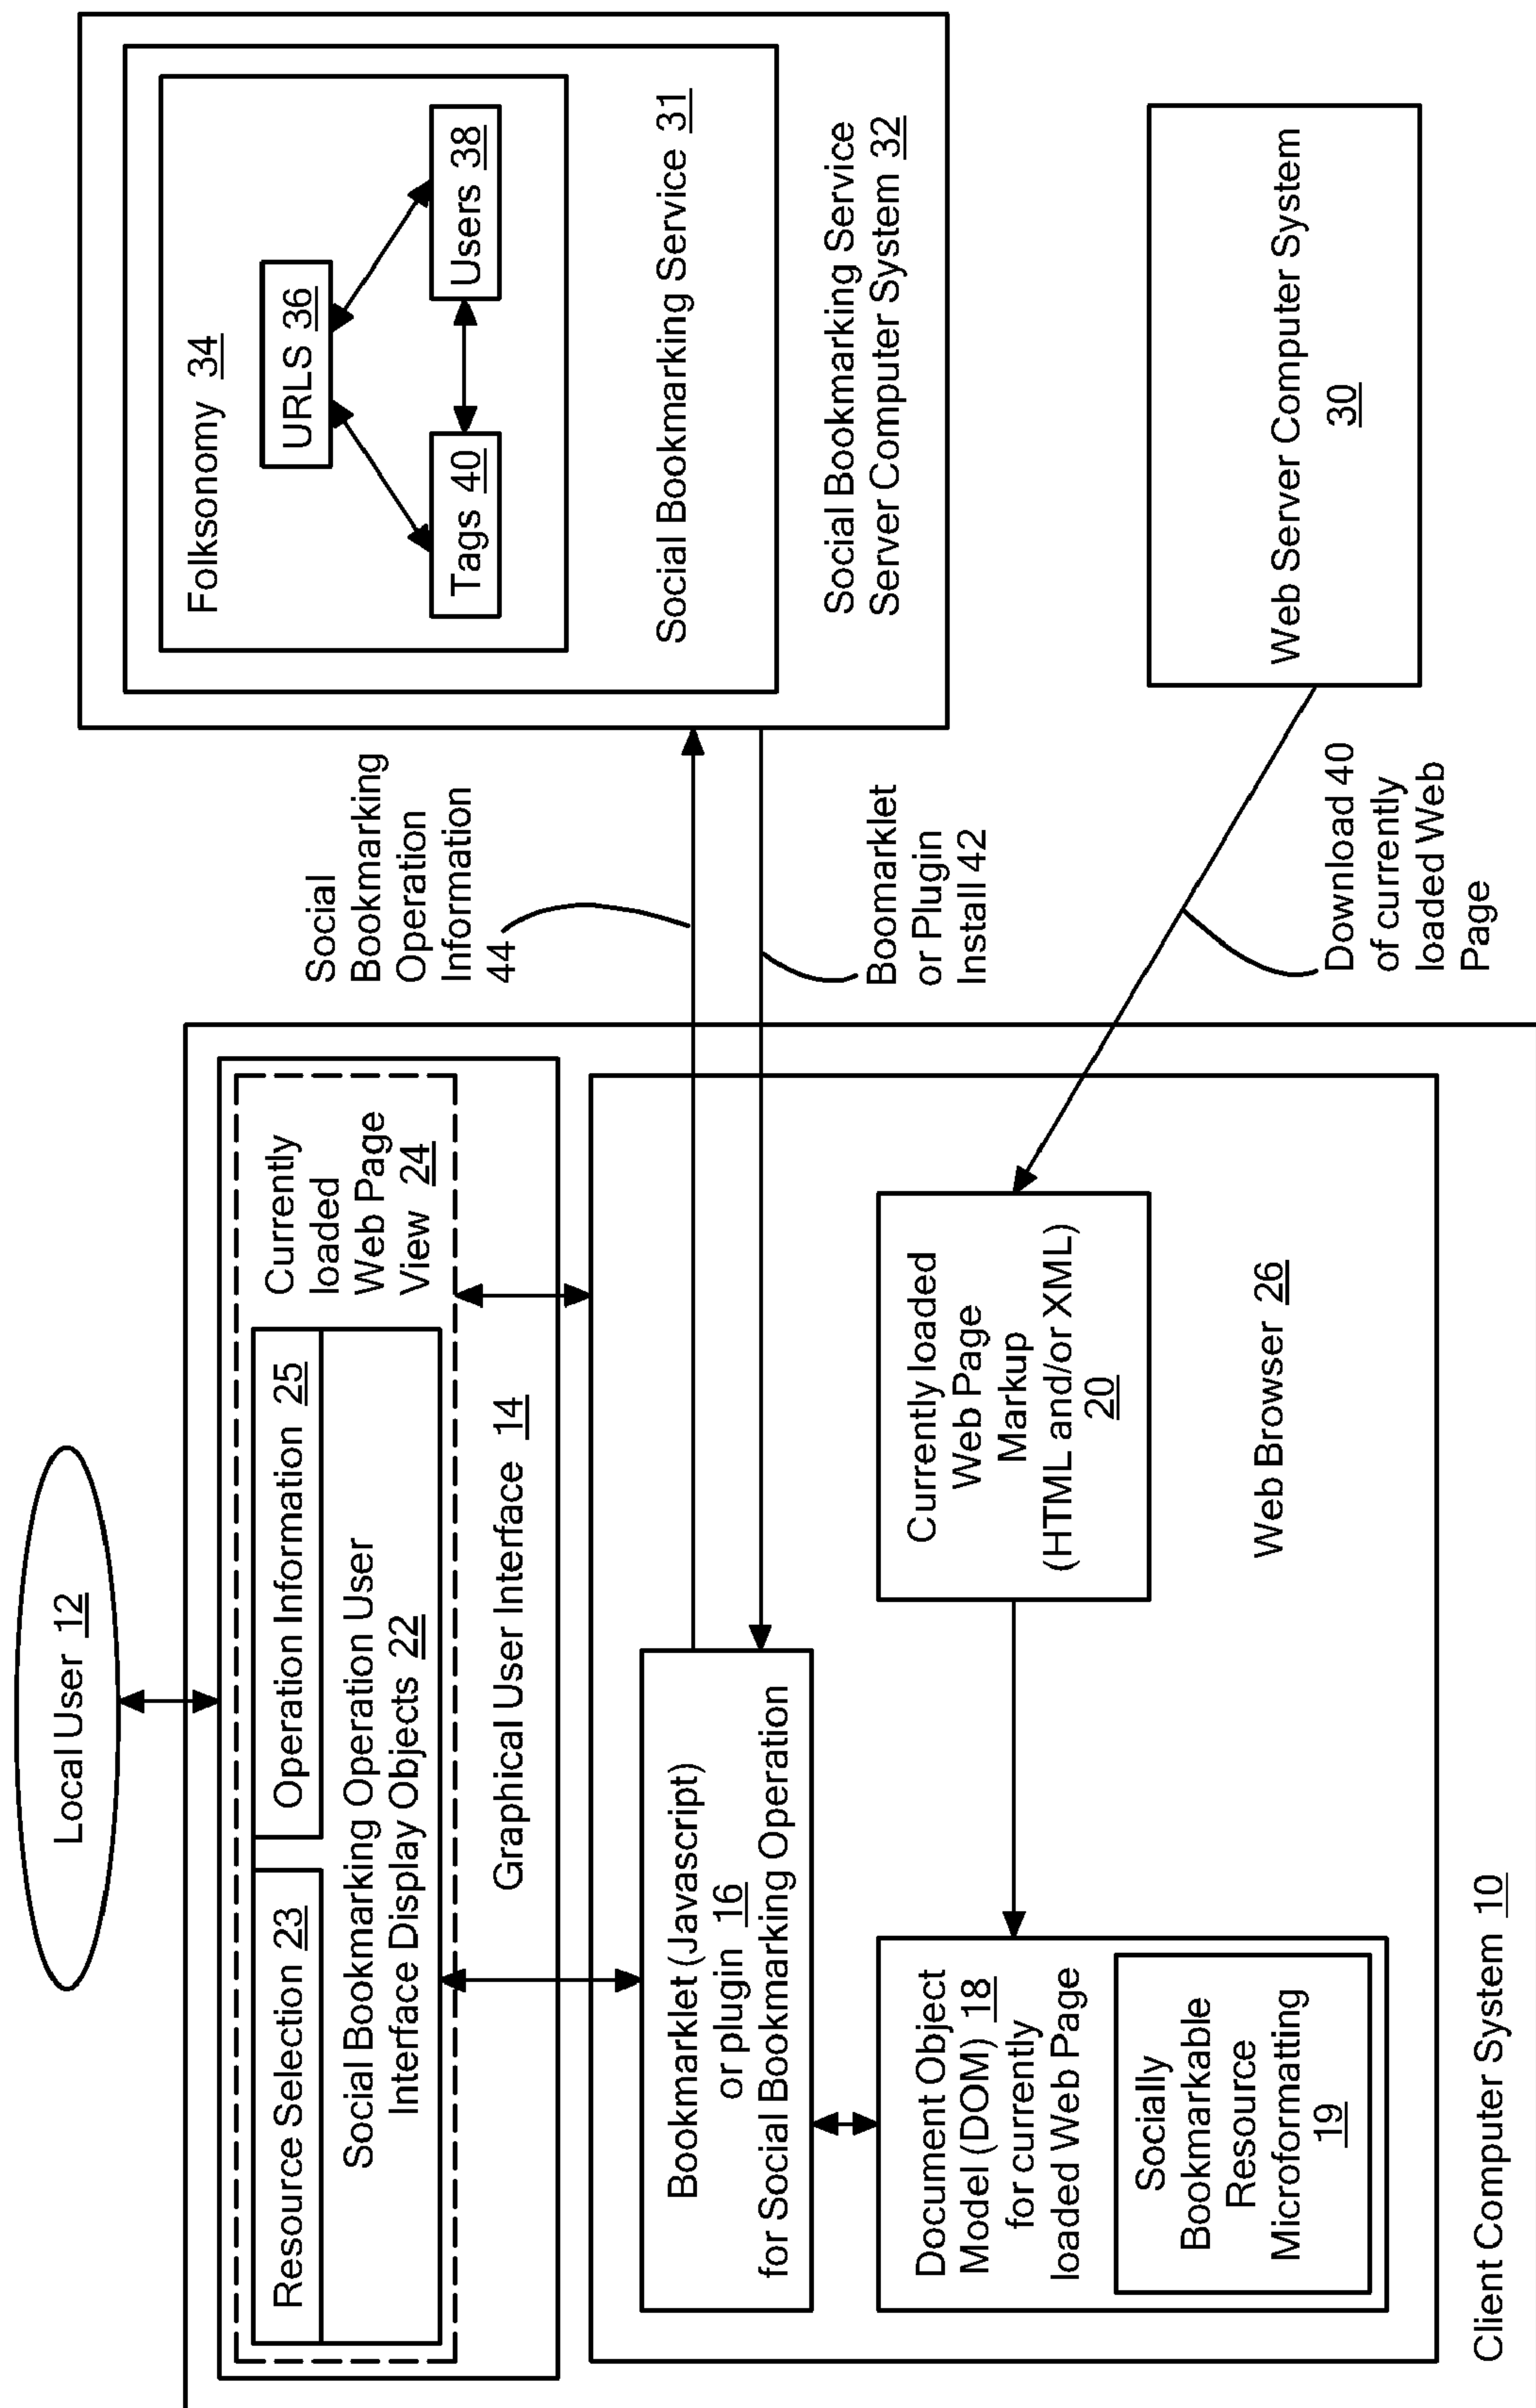 Local User 12
Resource Selection 23
Operation Information 25
Social Bookmarking Operation User
Interface Display Objects 22
Currently
loaded
Web Page
View 24
Graphical User Interface 14
Bookmarklet (Javascript)
or plugin 16
for Social Bookmarking Operation
Document Object
Model (DOM) 18
for currently
loaded Web Page
Socially
Bookmarkable
Resource
Microformatting
19
Currently loaded
Web Page
Markup
(HTML and/or XML)
20
Web Browser 26
Client Computer System 10
Social
Bookmarking
Operation
Information
44
Boomarklet
or Plugin
Install 42
Download 40
of currently
loaded Web
Page
Folksonomy 34
URLS 36
Tags 40
Users 38
Social Bookmarking Service 31
Social Bookmarking Service
Server Computer System 32
Web Server Computer System
30